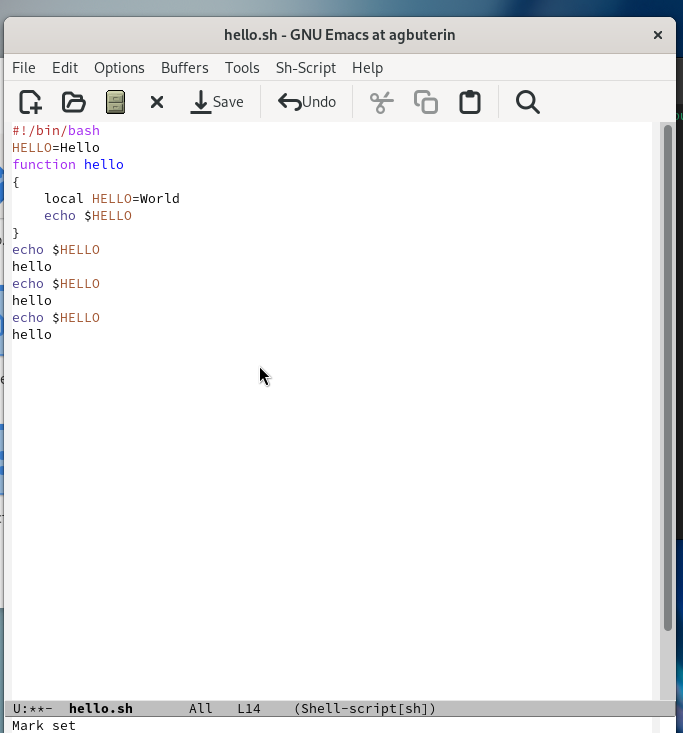 hello.sh - GNU Emacs at agbuterin
File Edit Options Buffers Tools Sh-Script Help
Save Undo
#!/bin/bash
HELLO=Hello
function hello
{
    local HELLO=World
    echo $HELLO
}
echo $HELLO
hello
echo $HELLO
hello
echo $HELLO
hello
U:**-  hello.sh       All   L14    (Shell-script[sh])
Mark set